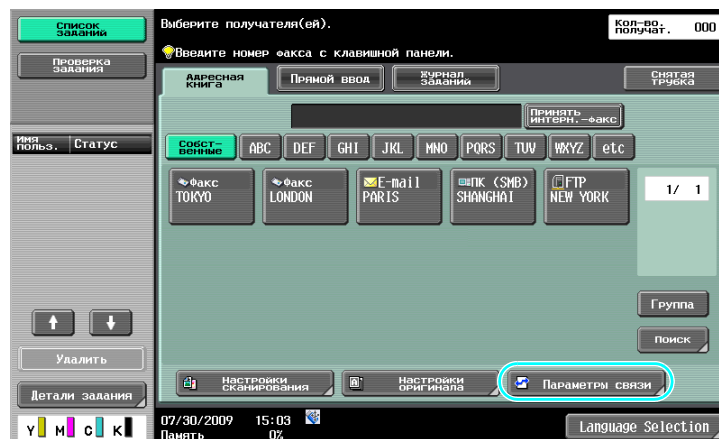 Список
заданий
Проверка
задания
Имя
польз.
Статус
Удалить
Детали задания
Y M C K
Выберите получателя(ей).
Кол-во.
получат.
000
Введите номер факса с клавишной панели.
Адресная
книга
Прямой ввод
Журнал
заданий
Снятая
трубка
Принять
интерн.-факс
Собст-
венные
ABC DEF GHI JKL MNO PQRS TUV WXYZ etc
Факс
TOKYO
Факс
LONDON
E-mail
PARIS
ПК (SMB)
SHANGHAI
FTP
NEW YORK
1/ 1
Группа
Поиск
Настройки
сканирования
Настройки
оригинала
Параметры связи
07/30/2009 15:03
Память 0%
Language Selection